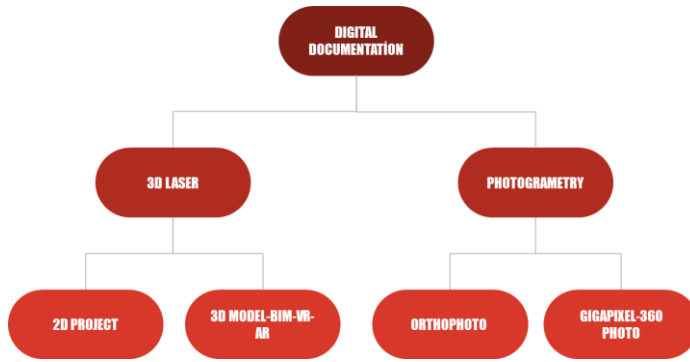 DIGITAL
DOCUMENTATİON
3D LASER
PHOTOGRAMETRY
2D PROJECT
3D MODEL-BIM-VR-
AR
ORTHOPHOTO
GIGAPIXEL-360
PHOTO